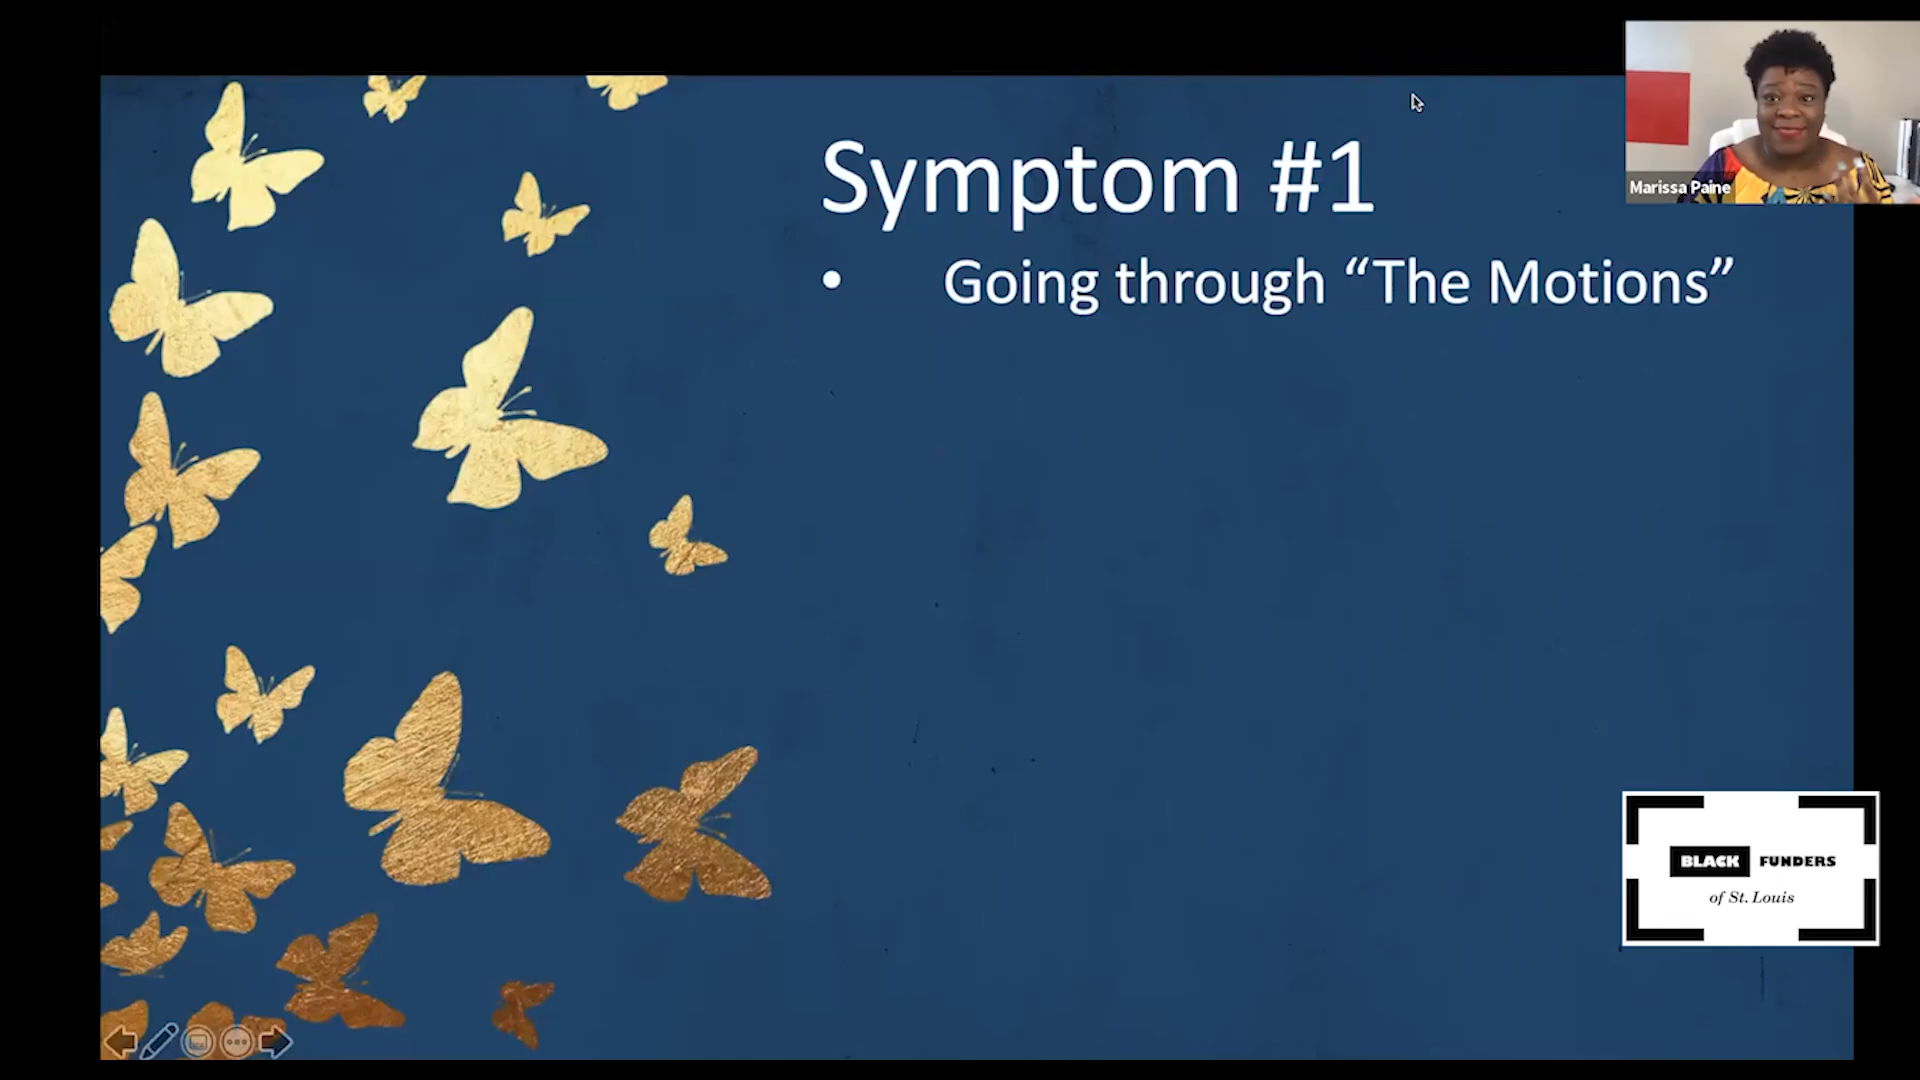 Symptom #1
• Going through “The Motions”
Marissa Paine
BLACK FUNDERS
of St. Louis